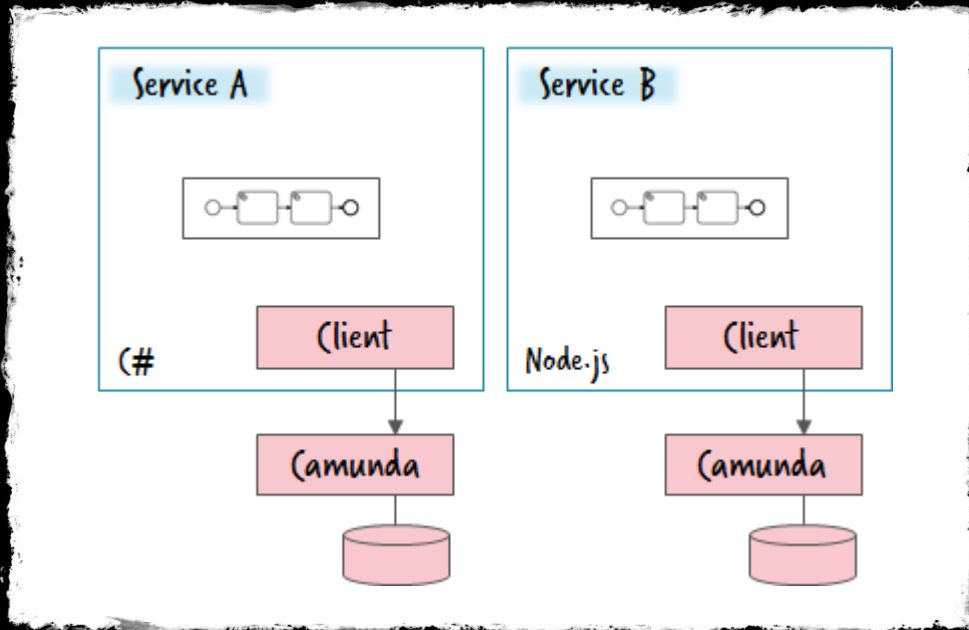 Service A
Service B
Client
Client
C#
Node.js
Camunda
Camunda